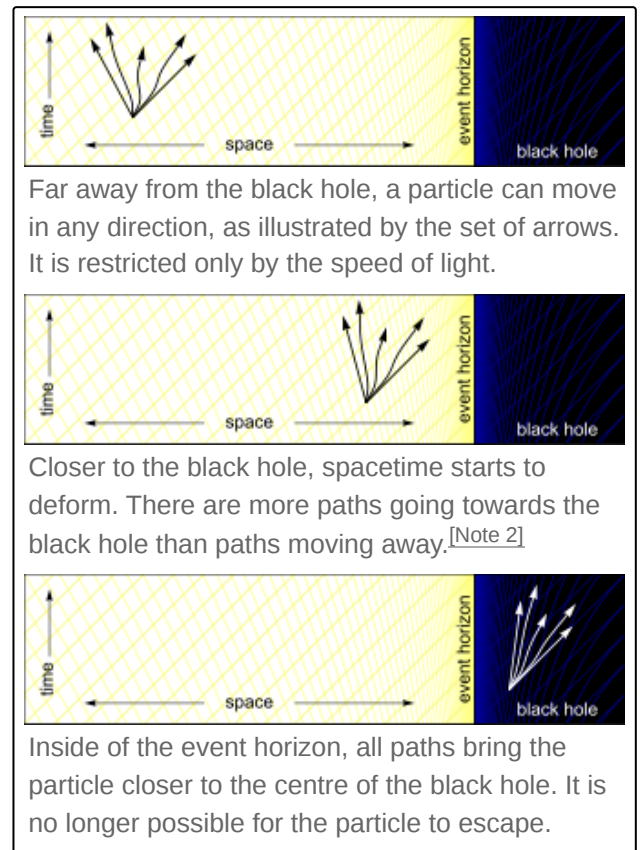 time
space
event horizon
black hole
Far away from the black hole, a particle can move
in any direction, as illustrated by the set of arrows.
It is restricted only by the speed of light.
time
space
event horizon
black hole
Closer to the black hole, spacetime starts to
deform. There are more paths going towards the
black hole than paths moving away.[Note 2]
time
space
event horizon
black hole
Inside of the event horizon, all paths bring the
particle closer to the centre of the black hole. It is
no longer possible for the particle to escape.